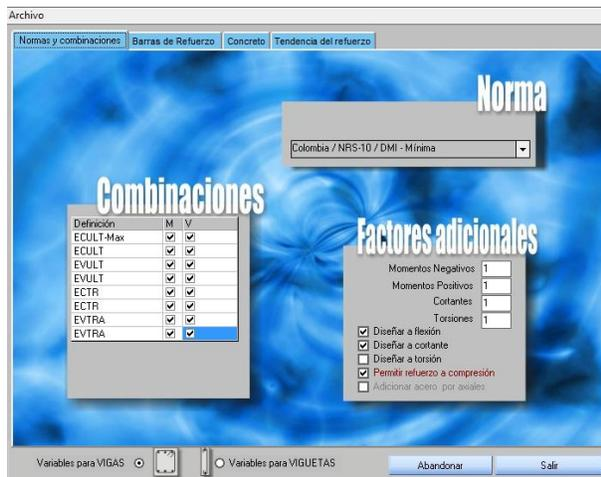 Archivo
Normas y combinaciones Barras de Refuerzo Concreto Tendencia del refuerzo
Norma
Colombia / NRS-10 / DMI - Mínima
Combinaciones
Definición M V
ECULT-Max
ECULT
EVULT
EVULT
ECTR
ECTR
EVTRA
EVTRA
Factores adicionales
Momentos Negativos 1
Momentos Positivos 1
Cortantes 1
Torsiones 1
Diseñar a flexión
Diseñar a cortante
Diseñar a torsión
Permitir refuerzo a compresión
Adicionar acero por axiales
Variables para VIGAS Variables para VIGUETAS Abandonar Salir